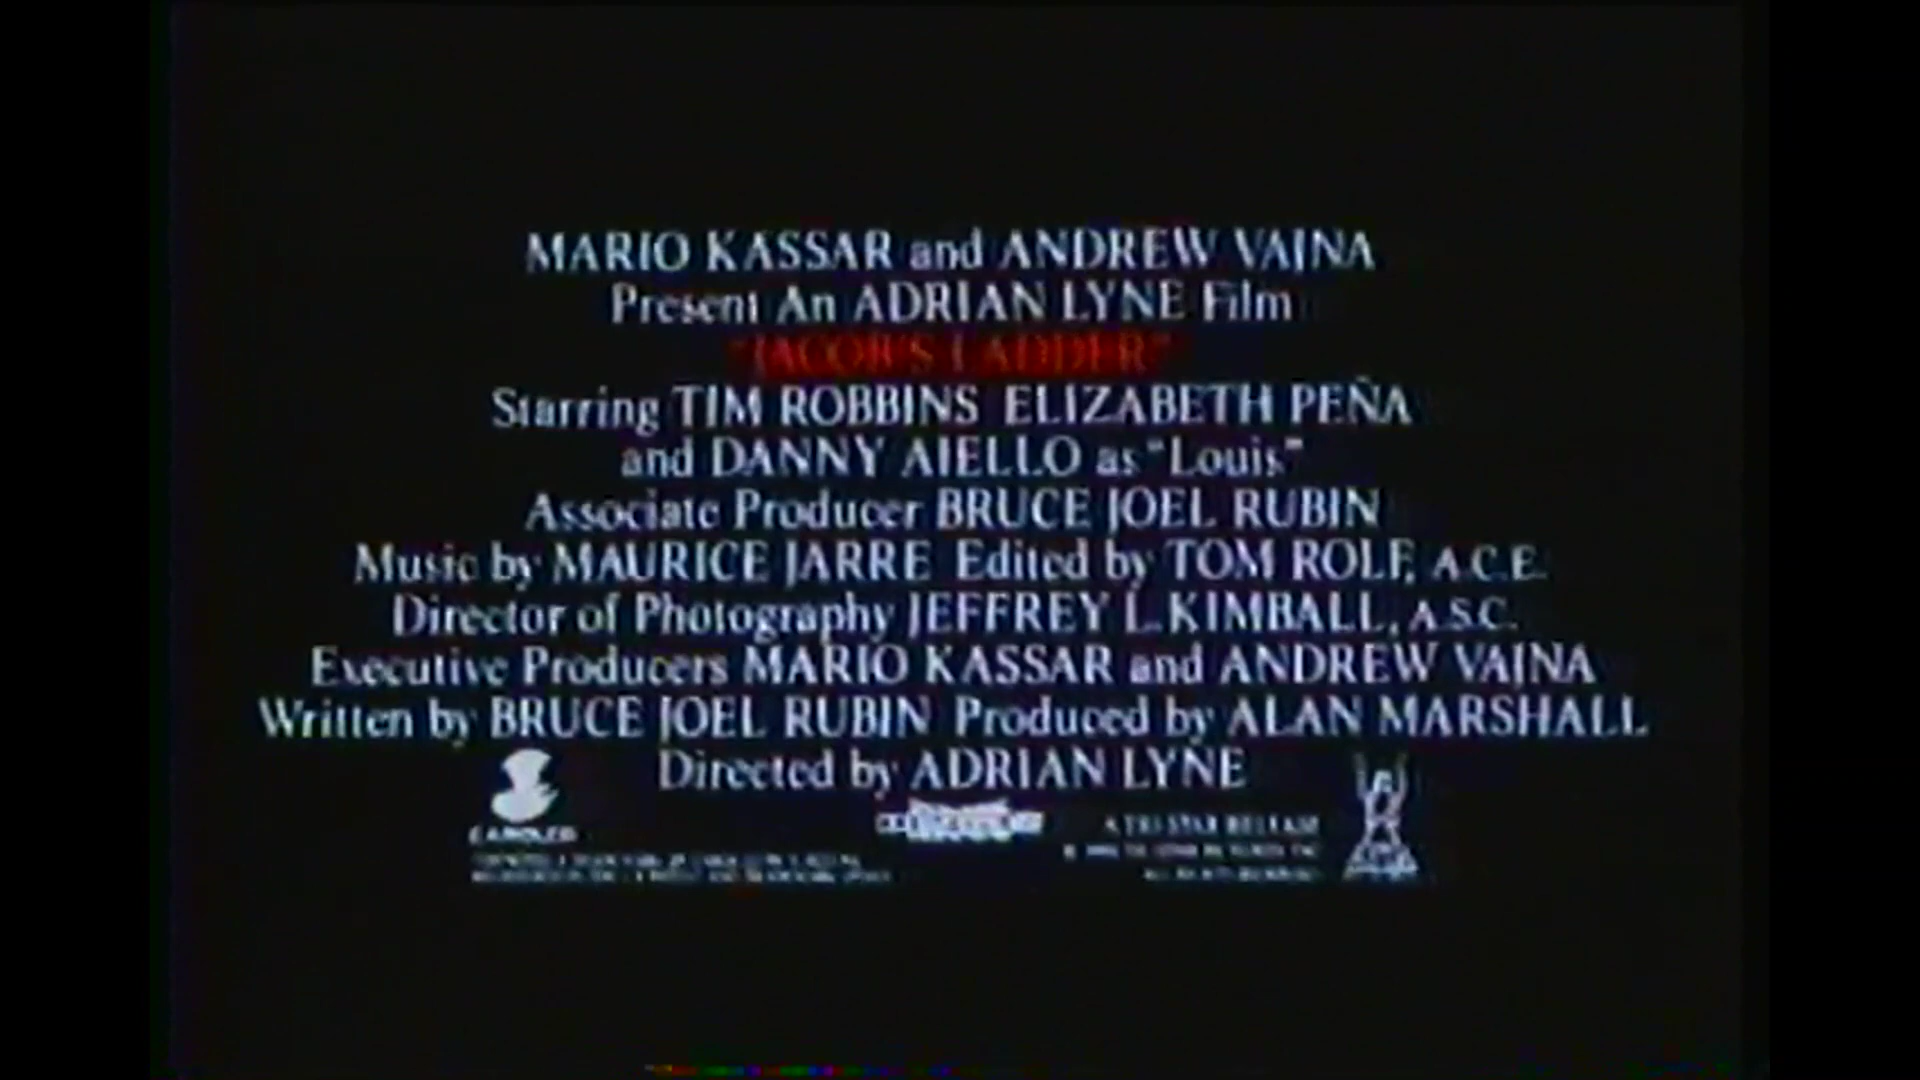 MARIO KASSAR and ANDREW VAJNA
Present An ADRIAN LYNE Film
"JACOB'S LADDER"
Starring TIM ROBBINS ELIZABETH PEÑA
and DANNY AIELLO as "Louis"
Associate Producer BRUCE JOEL RUBIN
Music by MAURICE JARRE Edited by TOM ROLF, A.C.E.
Director of Photography JEFFREY L. KIMBALL, A.S.C.
Executive Producers MARIO KASSAR and ANDREW VAJNA
Written by BRUCE JOEL RUBIN Produced by ALAN MARSHALL
Directed by ADRIAN LYNE
A TRI-STAR RELEASE